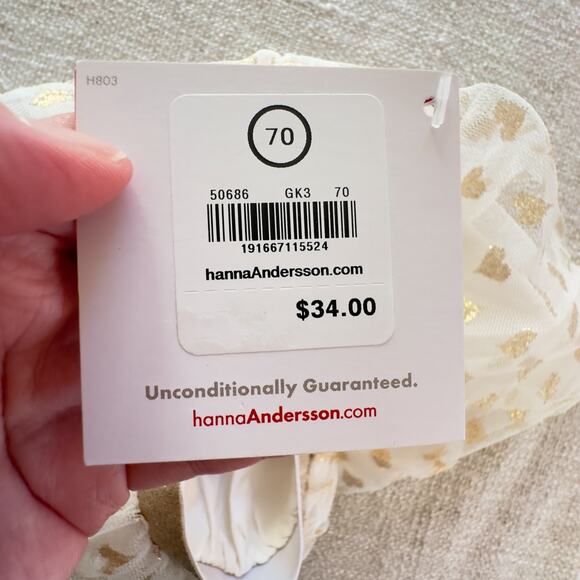 H803
70
50686 GK3 70
191667115524
hannaAndersson.com
$34.00
Unconditionally Guaranteed.
hannaAndersson.com